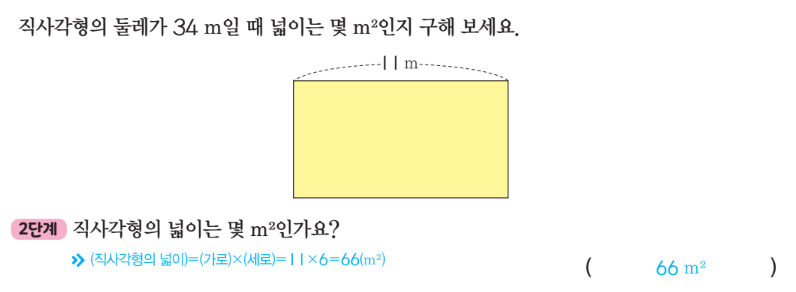 직사각형의 둘레가 34 m일 때 넓이는 몇 m²인지 구해 보세요.
11 m
2단계 직사각형의 넓이는 몇 m²인가요?
(직사각형의 넓이)=(가로)×(세로)=11×6=66(m²)
( 66 m² )